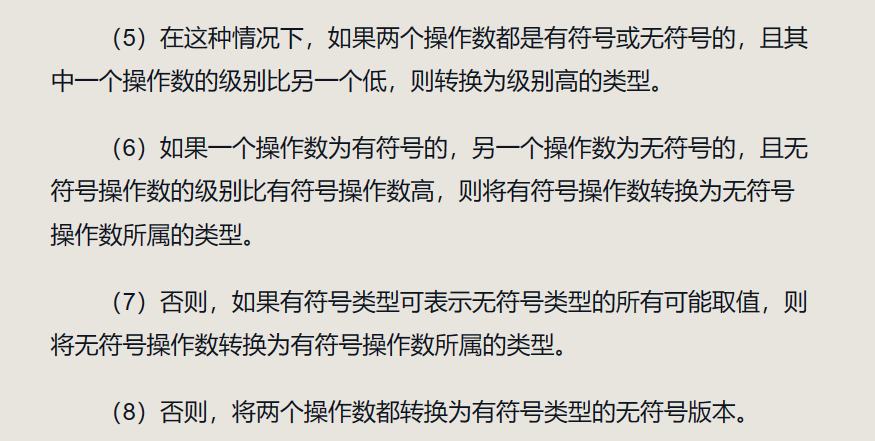 （5）在这种情况下，如果两个操作数都是有符号或无符号的，且其
中一个操作数的级别比另一个低，则转换为级别高的类型。
（6）如果一个操作数为有符号的，另一个操作数为无符号的，且无
符号操作数的级别比有符号操作数高，则将有符号操作数转换为无符号
操作数所属的类型。
（7）否则，如果有符号类型可表示无符号类型的所有可能取值，则
将无符号操作数转换为有符号操作数所属的类型。
（8）否则，将两个操作数都转换为有符号类型的无符号版本。